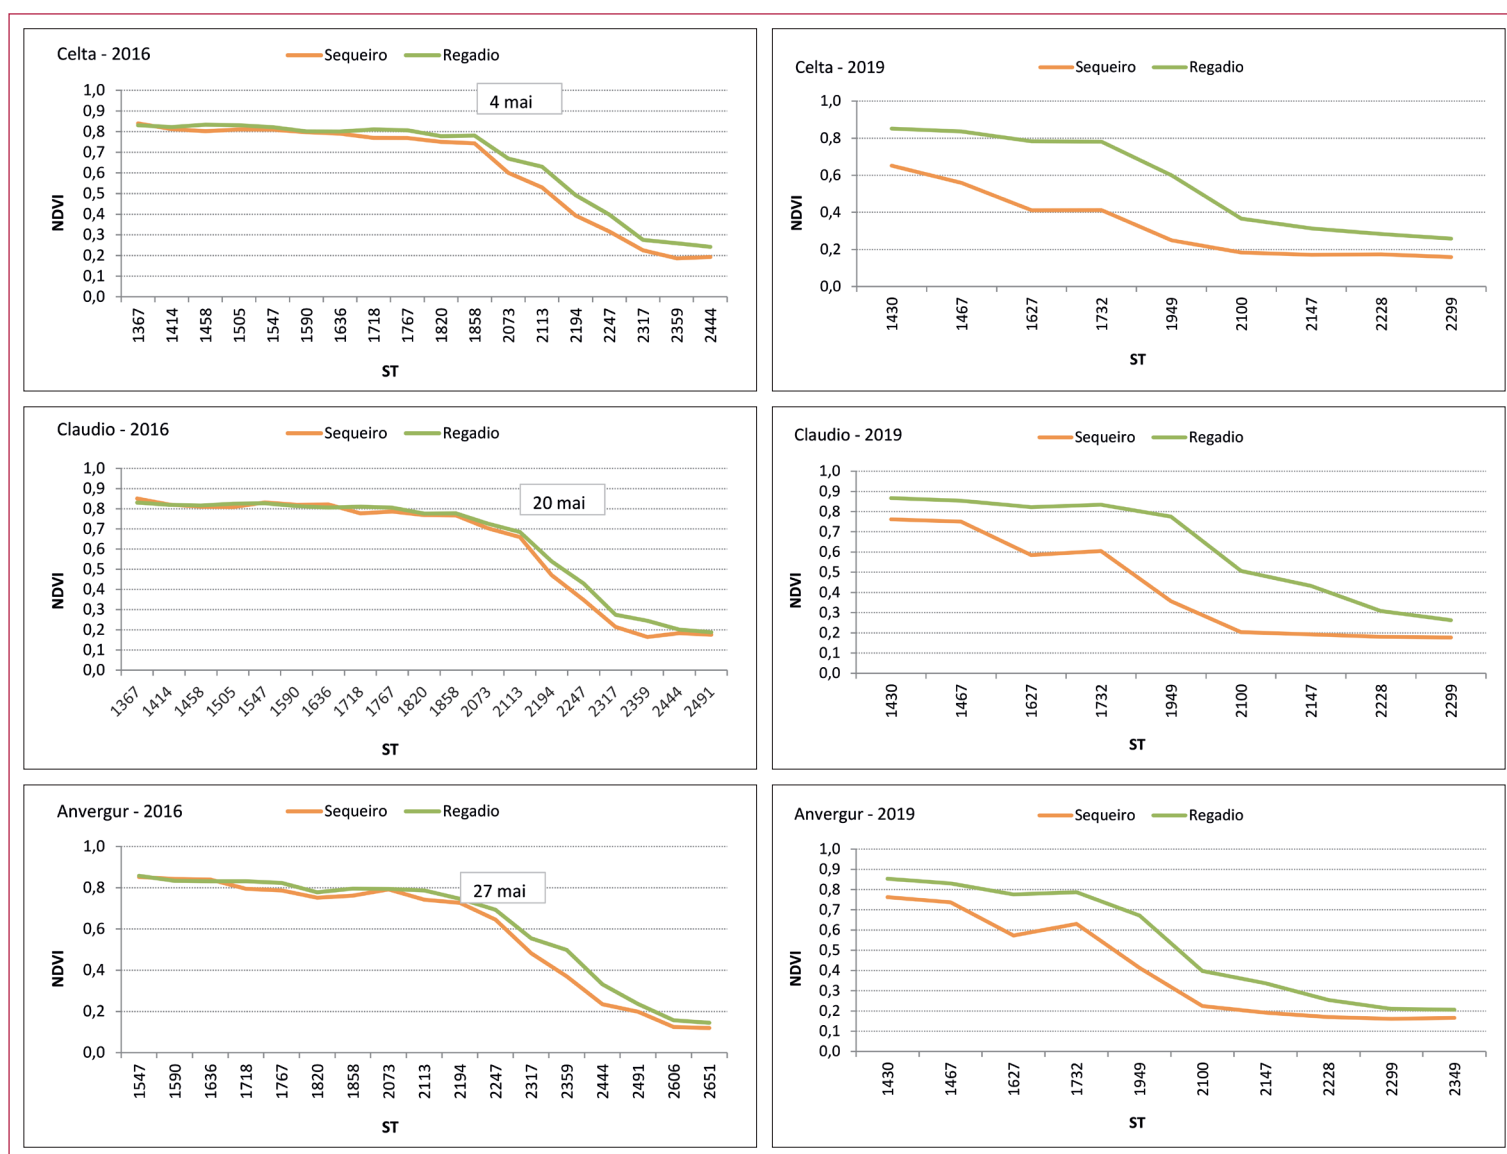 Celta - 2016
Sequeiro Regadio
4 mai
1,0
0,9
0,8
0,7
0,6
0,5
0,4
0,3
0,2
0,1
0,0
NDVI
1367 1414 1458 1505 1547 1590 1636 1718 1767 1820 1858 2073 2113 2194 2247 2317 2359 2444
ST
Celta - 2019
Sequeiro Regadio
1,0
0,8
0,6
0,4
0,2
0,0
NDVI
1430 1467 1627 1732 1949 2100 2147 2228 2299
ST
Claudio - 2016
Sequeiro Regadio
20 mai
1,0
0,9
0,8
0,7
0,6
0,5
0,4
0,3
0,2
0,1
0,0
NDVI
1367 1414 1458 1505 1547 1590 1636 1718 1767 1820 1858 2073 2113 2194 2247 2317 2359 2444 2491
ST
Claudio - 2019
Sequeiro Regadio
1,0
0,9
0,8
0,7
0,6
0,5
0,4
0,3
0,2
0,1
0,0
NDVI
1430 1467 1627 1732 1949 2100 2147 2228 2299
ST
Anvergur - 2016
Sequeiro Regadio
27 mai
1,0
0,8
0,6
0,4
0,2
0,0
NDVI
1547 1590 1636 1718 1767 1820 1858 2073 2113 2194 2247 2317 2359 2444 2491 2606 2651
ST
Anvergur - 2019
Sequeiro Regadio
1,0
0,9
0,8
0,7
0,6
0,5
0,4
0,3
0,2
0,1
0,0
NDVI
1430 1467 1627 1732 1949 2100 2147 2228 2299 2349
ST